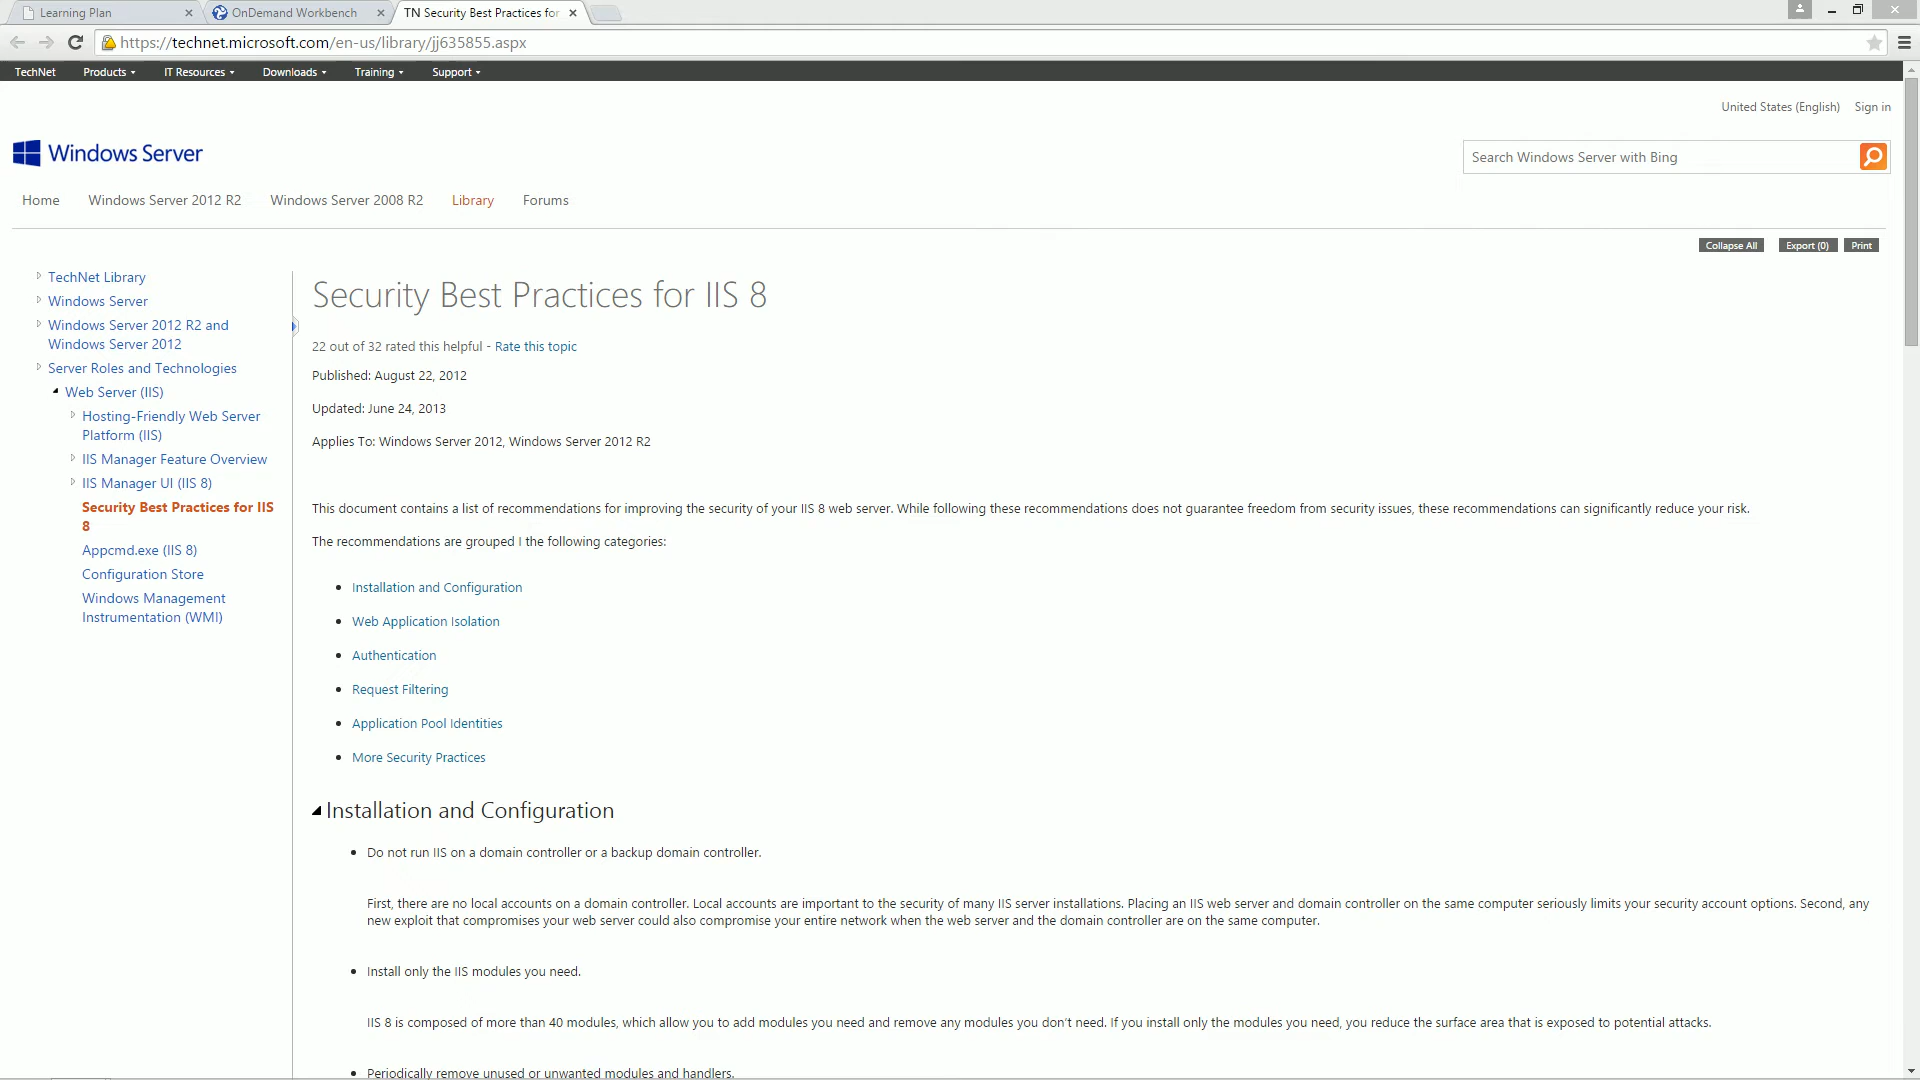 Learning Plan
OnDemand Workbench
TN Security Best Practices for
https://technet.microsoft.com/en-us/library/jj635855.aspx
TechNet Products IT Resources Downloads Training Support
United States (English) Sign in
Windows Server
Search Windows Server with Bing
Home Windows Server 2012 R2 Windows Server 2008 R2 Library Forums
Collapse All Export (0) Print
TechNet Library
Windows Server
Windows Server 2012 R2 and
Windows Server 2012
Server Roles and Technologies
Web Server (IIS)
Hosting-Friendly Web Server
Platform (IIS)
IIS Manager Feature Overview
IIS Manager UI (IIS 8)
Security Best Practices for IIS
8
Appcmd.exe (IIS 8)
Configuration Store
Windows Management
Instrumentation (WMI)
Security Best Practices for IIS 8
22 out of 32 rated this helpful - Rate this topic
Published: August 22, 2012
Updated: June 24, 2013
Applies To: Windows Server 2012, Windows Server 2012 R2
This document contains a list of recommendations for improving the security of your IIS 8 web server. While following these recommendations does not guarantee freedom from security issues, these recommendations can significantly reduce your risk.
The recommendations are grouped I the following categories:
• Installation and Configuration
• Web Application Isolation
• Authentication
• Request Filtering
• Application Pool Identities
• More Security Practices
Installation and Configuration
• Do not run IIS on a domain controller or a backup domain controller.
First, there are no local accounts on a domain controller. Local accounts are important to the security of many IIS server installations. Placing an IIS web server and domain controller on the same computer seriously limits your security account options. Second, any
new exploit that compromises your web server could also compromise your entire network when the web server and the domain controller are on the same computer.
• Install only the IIS modules you need.
IIS 8 is composed of more than 40 modules, which allow you to add modules you need and remove any modules you don't need. If you install only the modules you need, you reduce the surface area that is exposed to potential attacks.
• Periodically remove unused or unwanted modules and handlers.